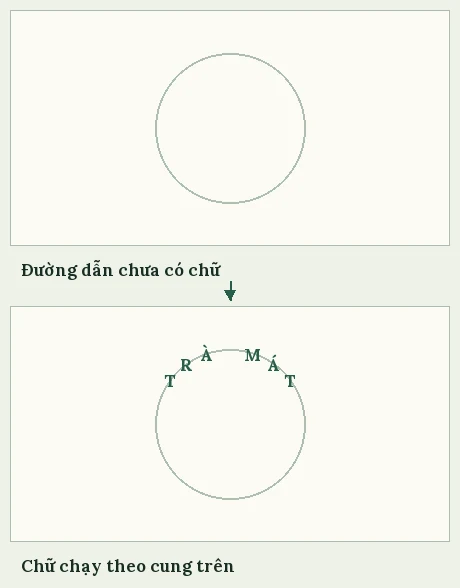 Đường dẫn chưa có chữ
TRÀ MÁT
Chữ chạy theo cung trên